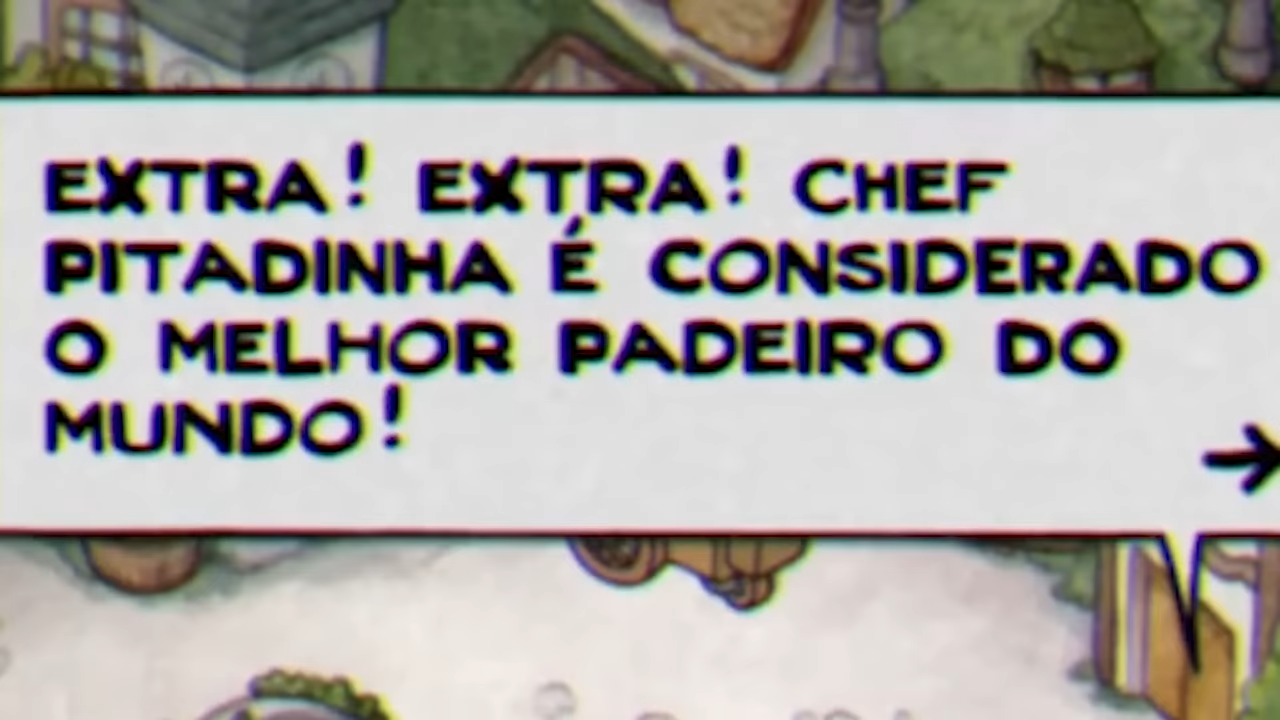 EXTRA! EXTRA! CHEF
PITADINHA É CONSIDERADO
O MELHOR PADEIRO DO
MUNDO!